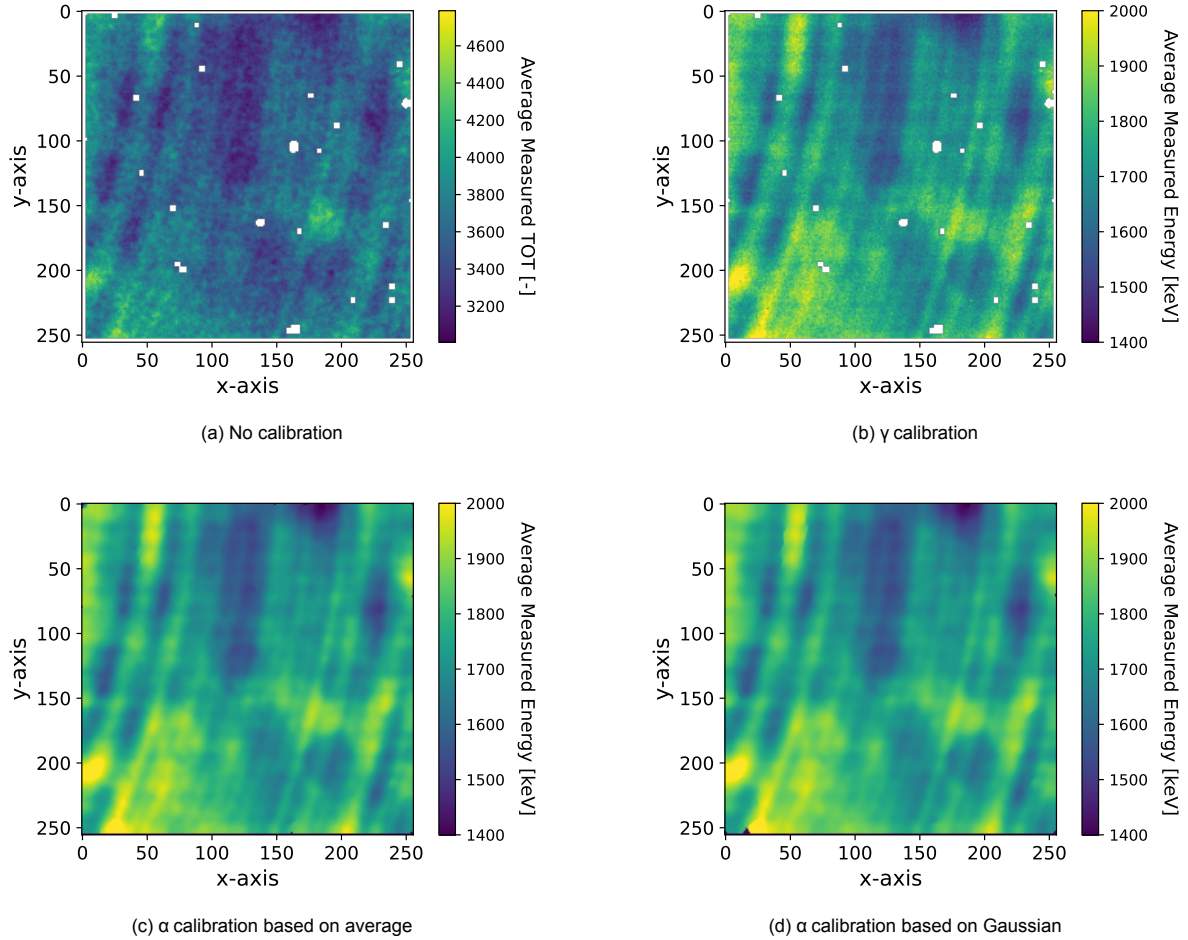 0
50
100
150
200
250
y-axis
0 50 100 150 200 250
x-axis
4600
4400
4200
4000
3800
3600
3400
3200
Average Measured TOT [-]
(a) No calibration
0
50
100
150
200
250
y-axis
0 50 100 150 200 250
x-axis
2000
1900
1800
1700
1600
1500
1400
Average Measured Energy [keV]
(b) γ calibration
0
50
100
150
200
250
y-axis
0 50 100 150 200 250
x-axis
2000
1900
1800
1700
1600
1500
1400
Average Measured Energy [keV]
(c) α calibration based on average
0
50
100
150
200
250
y-axis
0 50 100 150 200 250
x-axis
2000
1900
1800
1700
1600
1500
1400
Average Measured Energy [keV]
(d) α calibration based on Gaussian